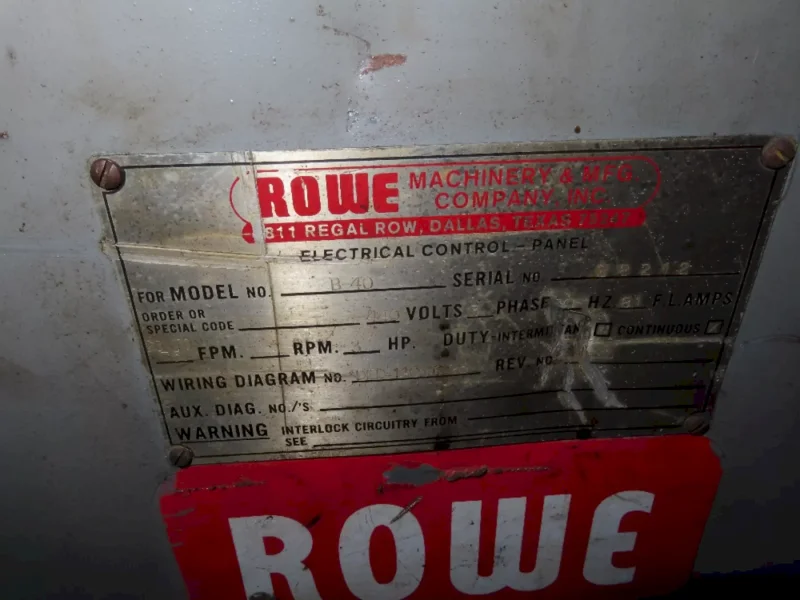 ROWE MACHINERY & MFG.
COMPANY, INC.
811 REGAL ROW, DALLAS, TEXAS
ELECTRICAL CONTROL - PANEL
FOR MODEL NO. B-40 SERIAL NO
ORDER OR
SPECIAL CODE VOLTS PHASE HZ F.L.AMPS
FPM. RPM. 3 HP. DUTY-INTERMITTANT CONTINUOUS
WIRING DIAGRAM NO. REV. NO.
AUX. DIAG. NO./'S
WARNING INTERLOCK CIRCUITRY FROM
SEE
ROWE